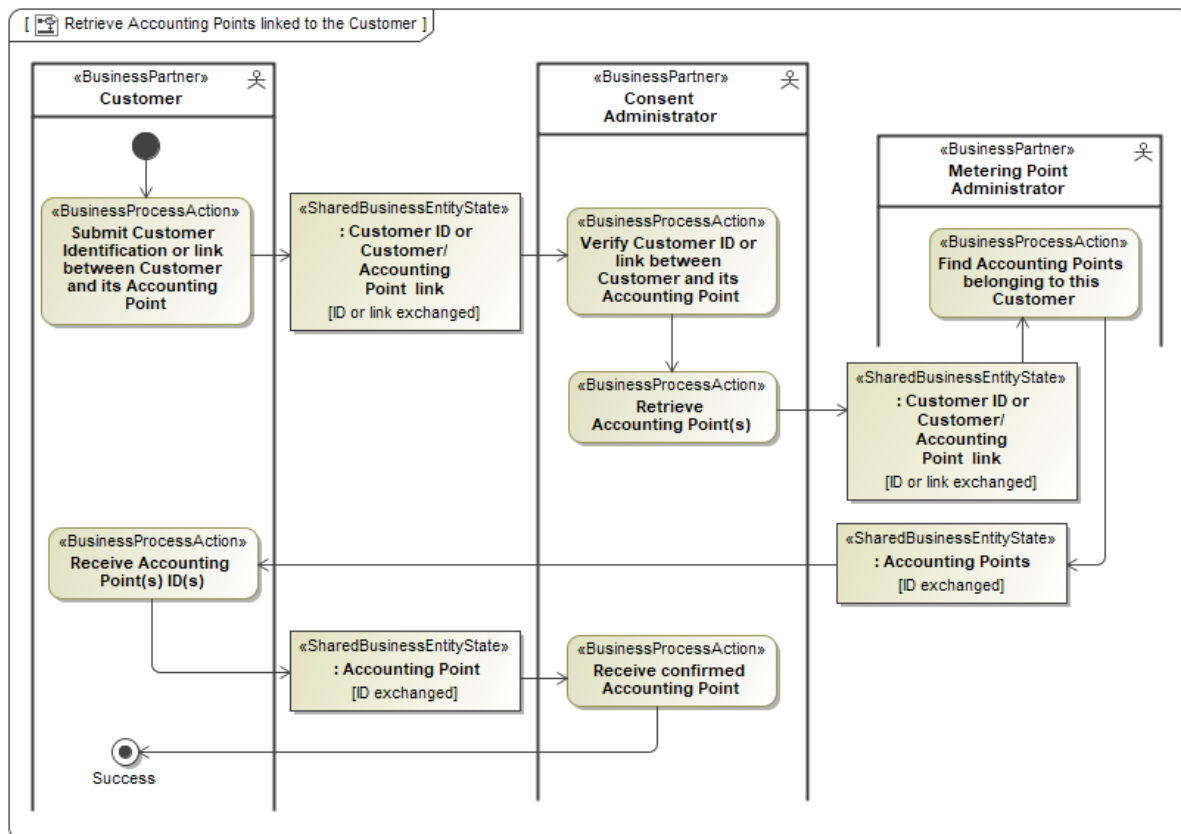 [ Retrieve Accounting Points linked to the Customer ]
«BusinessPartner»
Customer
«BusinessPartner»
Consent
Administrator
«BusinessPartner»
Metering Point
Administrator
«BusinessProcessAction»
Submit Customer
Identification or link
between Customer
and its Accounting
Point
«SharedBusinessEntityState»
: Customer ID or
Customer/
Accounting
Point link
[ID or link exchanged]
«BusinessProcessAction»
Verify Customer ID or
link between
Customer and its
Accounting Point
«BusinessProcessAction»
Find Accounting Points
belonging to this
Customer
«BusinessProcessAction»
Retrieve
Accounting Point(s)
«SharedBusinessEntityState»
: Customer ID or
Customer/
Accounting
Point link
[ID or link exchanged]
«BusinessProcessAction»
Receive Accounting
Point(s) ID(s)
«SharedBusinessEntityState»
: Accounting Points
[ID exchanged]
«SharedBusinessEntityState»
: Accounting Point
[ID exchanged]
«BusinessProcessAction»
Receive confirmed
Accounting Point
Success